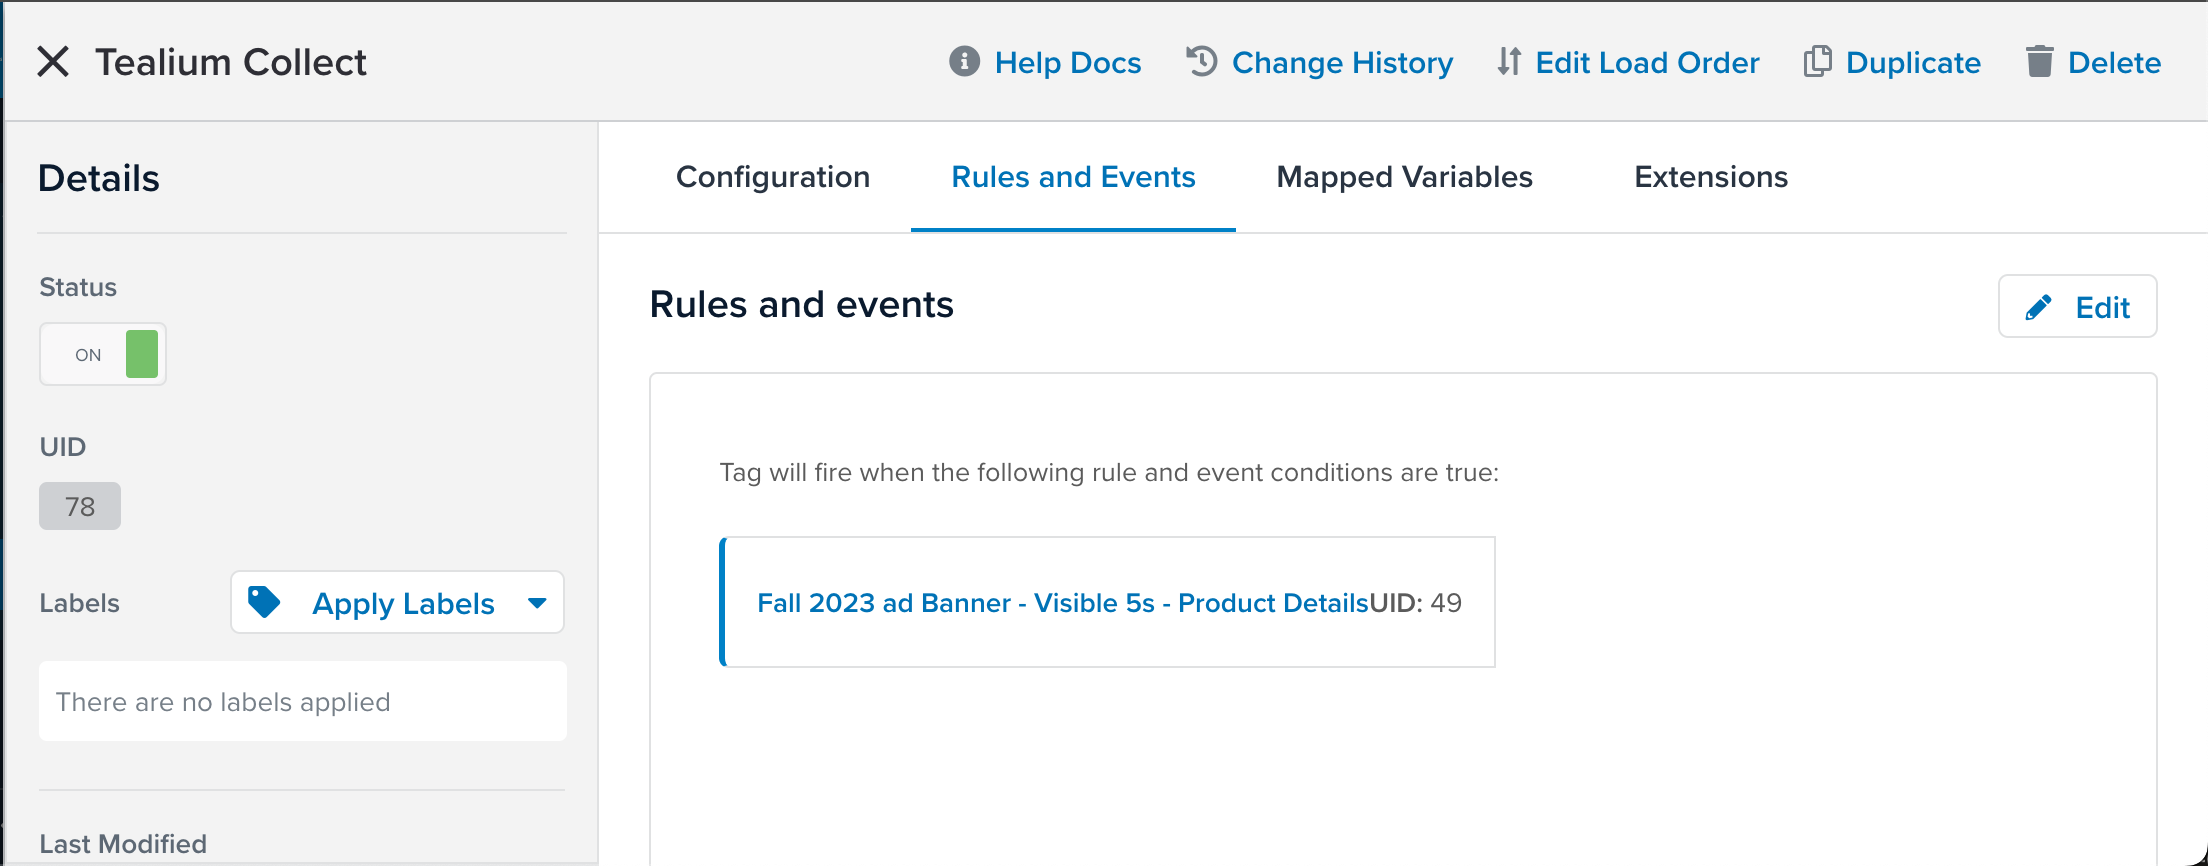 Tealium Collect
Help Docs
Change History
Edit Load Order
Duplicate
Delete
Details
Status
ON
UID
78
Labels
Apply Labels
There are no labels applied
Last Modified
Configuration
Rules and Events
Mapped Variables
Extensions
Rules and events
Edit
Tag will fire when the following rule and event conditions are true:
Fall 2023 ad Banner - Visible 5s - Product DetailsUID: 49